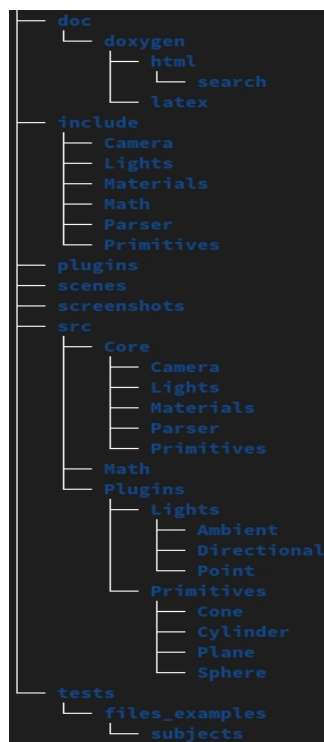 doc
doxygen
html
search
latex
include
Camera
Lights
Materials
Math
Parser
Primitives
plugins
scenes
screenshots
src
Core
Camera
Lights
Materials
Parser
Primitives
Math
Plugins
Lights
Ambient
Directional
Point
Primitives
Cone
Cylinder
Plane
Sphere
tests
files_examples
subjects